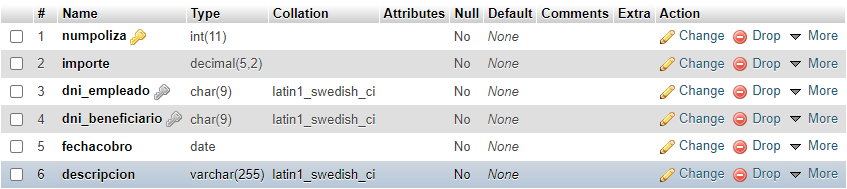 # Name Type Collation Attributes Null Default Comments Extra Action
1 numpoliza int(11) No None Change Drop More
2 importe decimal(5,2) No None Change Drop More
3 dni_empleado char(9) latin1_swedish_ci No None Change Drop More
4 dni_beneficiario char(9) latin1_swedish_ci No None Change Drop More
5 fechacobro date No None Change Drop More
6 descripcion varchar(255) latin1_swedish_ci No None Change Drop More